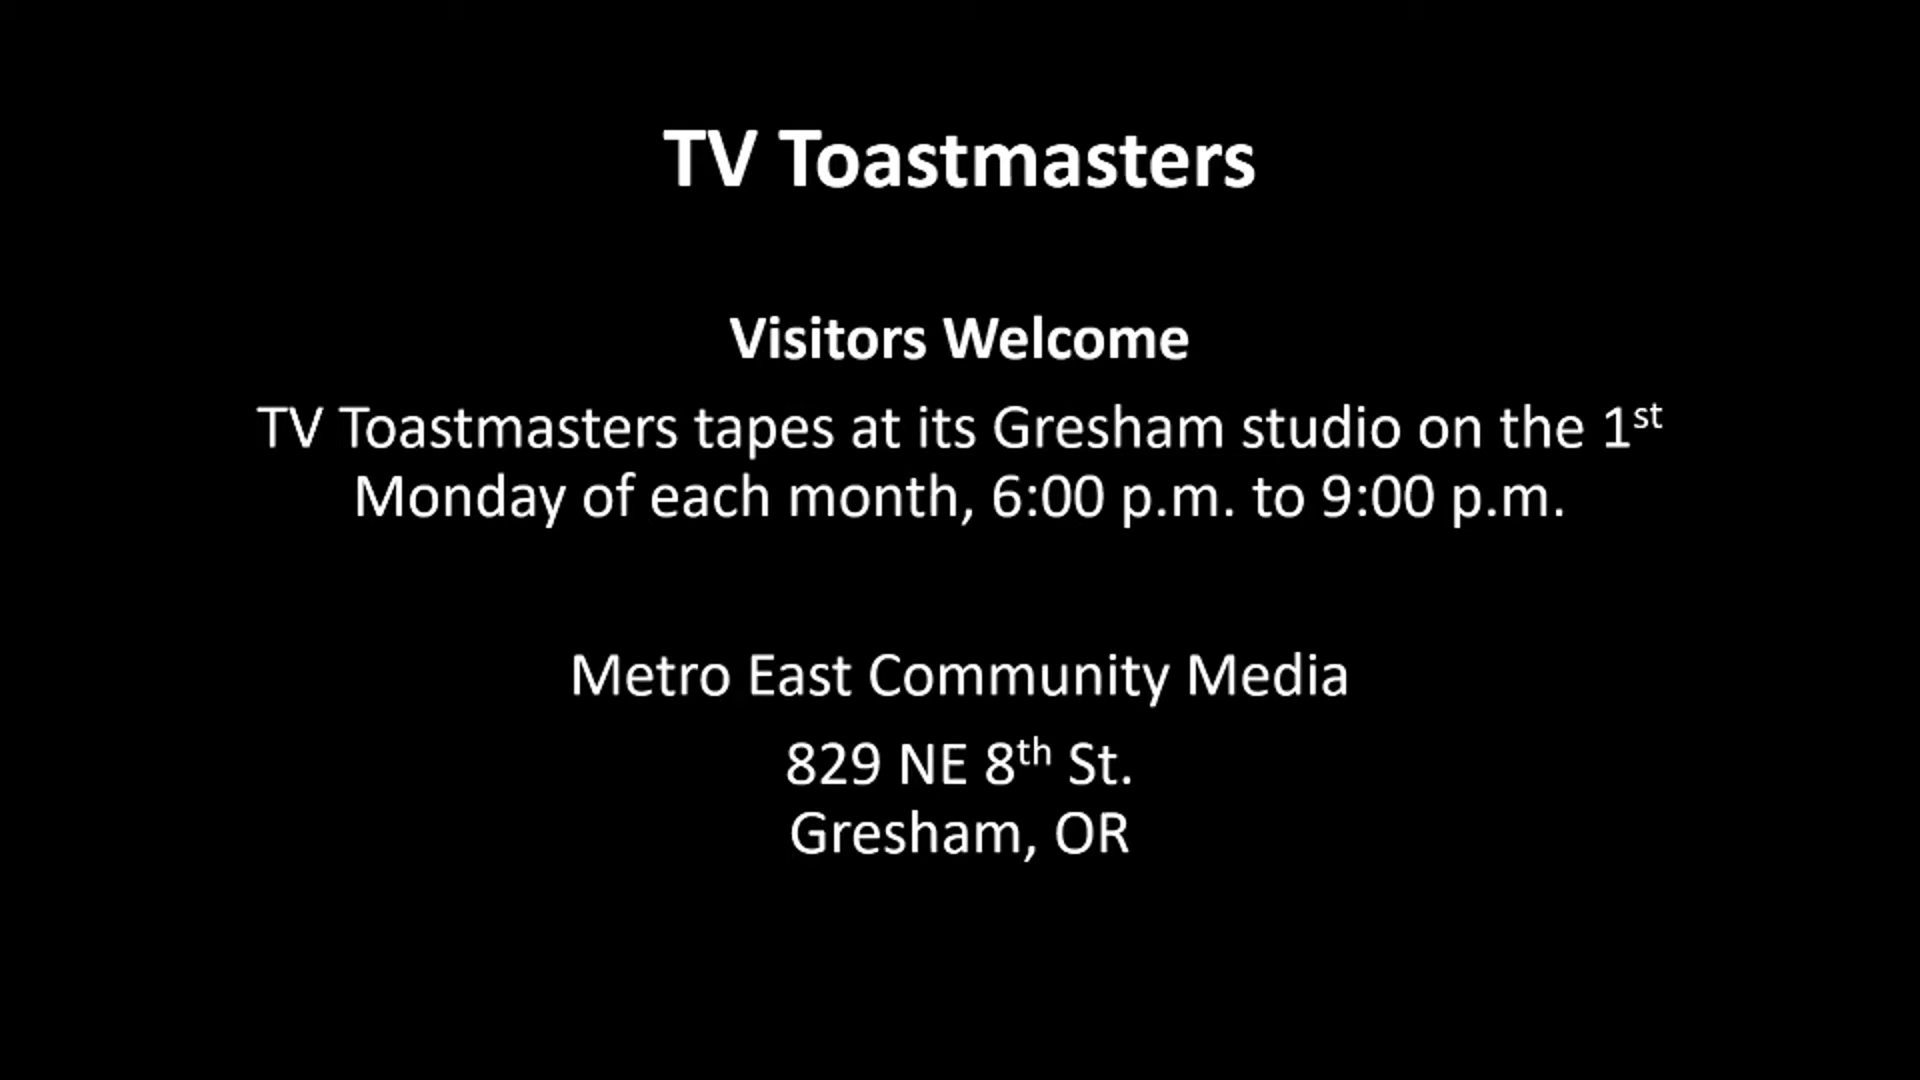 TV Toastmasters
Visitors Welcome
TV Toastmasters tapes at its Gresham studio on the 1st
Monday of each month, 6:00 p.m. to 9:00 p.m.
Metro East Community Media
829 NE 8th St.
Gresham, OR